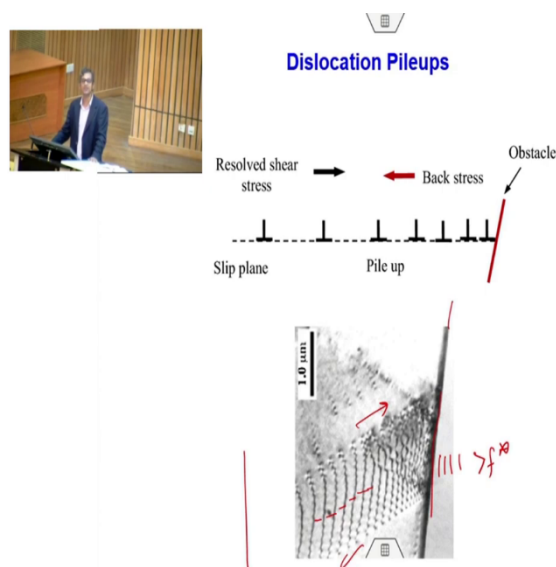 Dislocation Pileups
Obstacle
Resolved shear
stress
Back stress
Slip plane
Pile up
1.0 µm